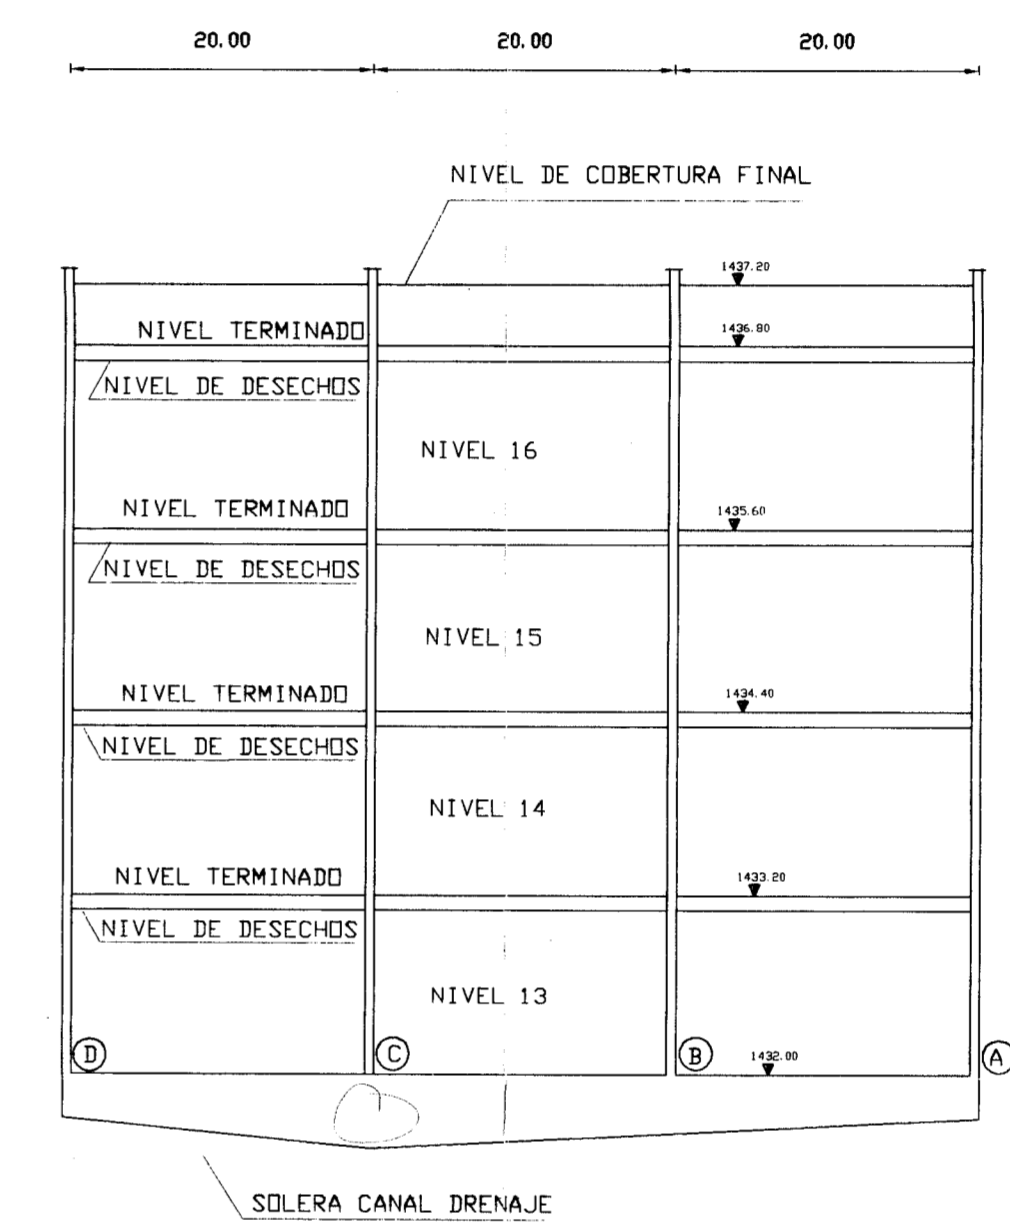 20.00 20.00 20.00
NIVEL DE COBERTURA FINAL
1437.20
NIVEL TERMINADO
1436.80
NIVEL DE DESECHOS
NIVEL 16
NIVEL TERMINADO
1435.60
NIVEL DE DESECHOS
NIVEL 15
NIVEL TERMINADO
1434.40
NIVEL DE DESECHOS
NIVEL 14
NIVEL TERMINADO
1433.20
NIVEL DE DESECHOS
NIVEL 13
D C B A
1432.00
SOLERA CANAL DRENAJE